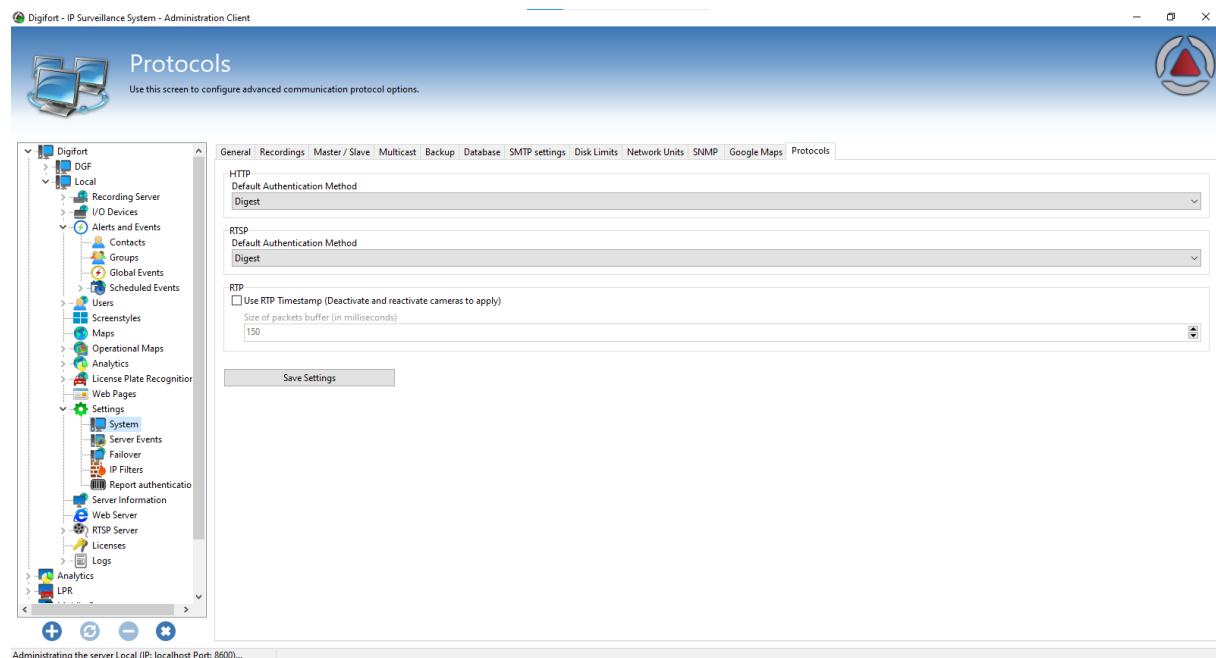 Digifort - IP Surveillance System - Administration Client
Protocols
Use this screen to configure advanced communication protocol options.
Digifort
DGF
Local
Recording Server
I/O Devices
Alerts and Events
Contacts
Groups
Global Events
Scheduled Events
Users
Screenstyles
Maps
Operational Maps
Analytics
License Plate Recognition
Web Pages
Settings
System
Server Events
Failover
IP Filters
Report authenticatio
Server Information
Web Server
RTSP Server
Licenses
Logs
Analytics
LPR
General Recordings Master / Slave Multicast Backup Database SMTP settings Disk Limits Network Units SNMP Google Maps Protocols
HTTP
Default Authentication Method
Digest
RTSP
Default Authentication Method
Digest
RTP
Use RTP Timestamp (Deactivate and reactivate cameras to apply)
Size of packets buffer (in milliseconds)
150
Save Settings
Administrating the server Local (IP: localhost Port: 8600)...